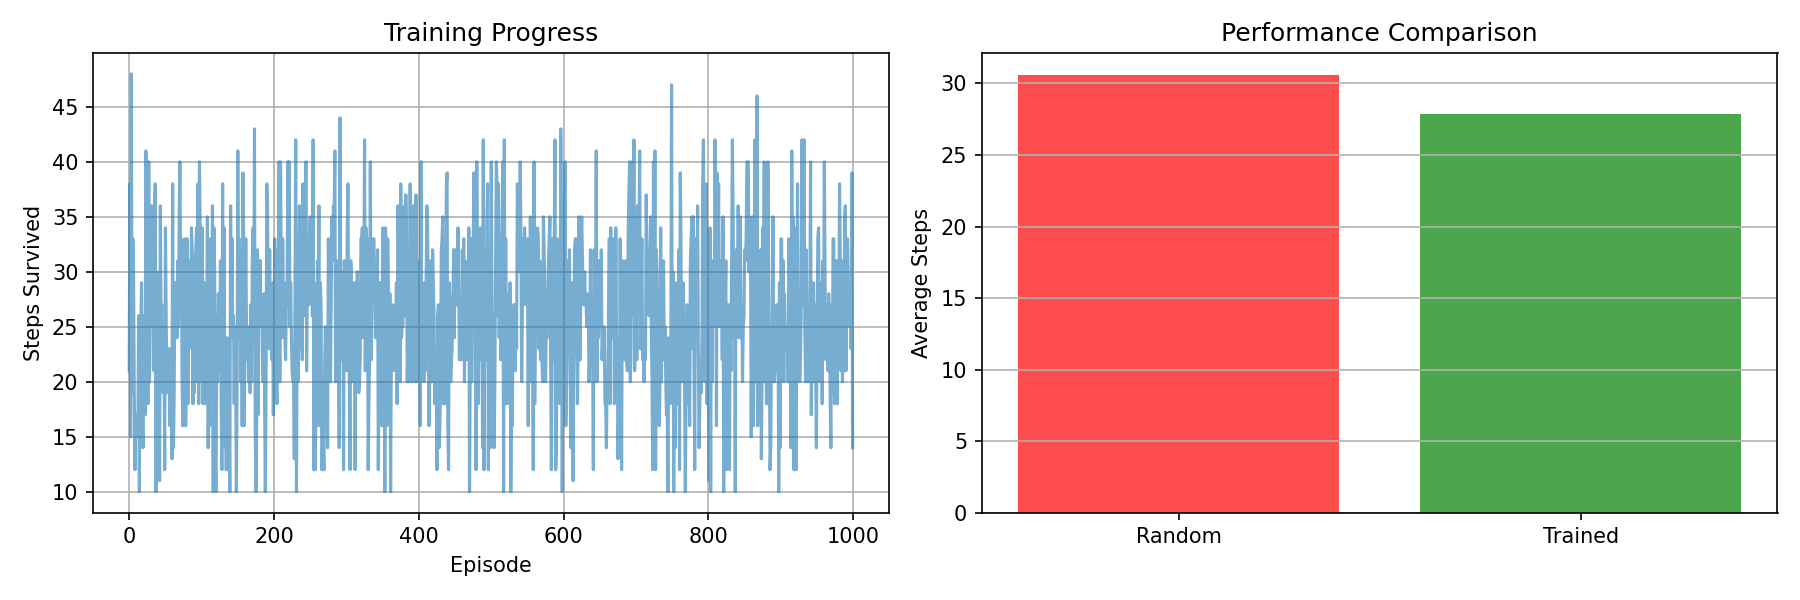 Training Progress
Steps Survived
45
40
35
30
25
20
15
10
0 200 400 600 800 1000
Episode
Performance Comparison
Average Steps
30
25
20
15
10
5
0
Random Trained